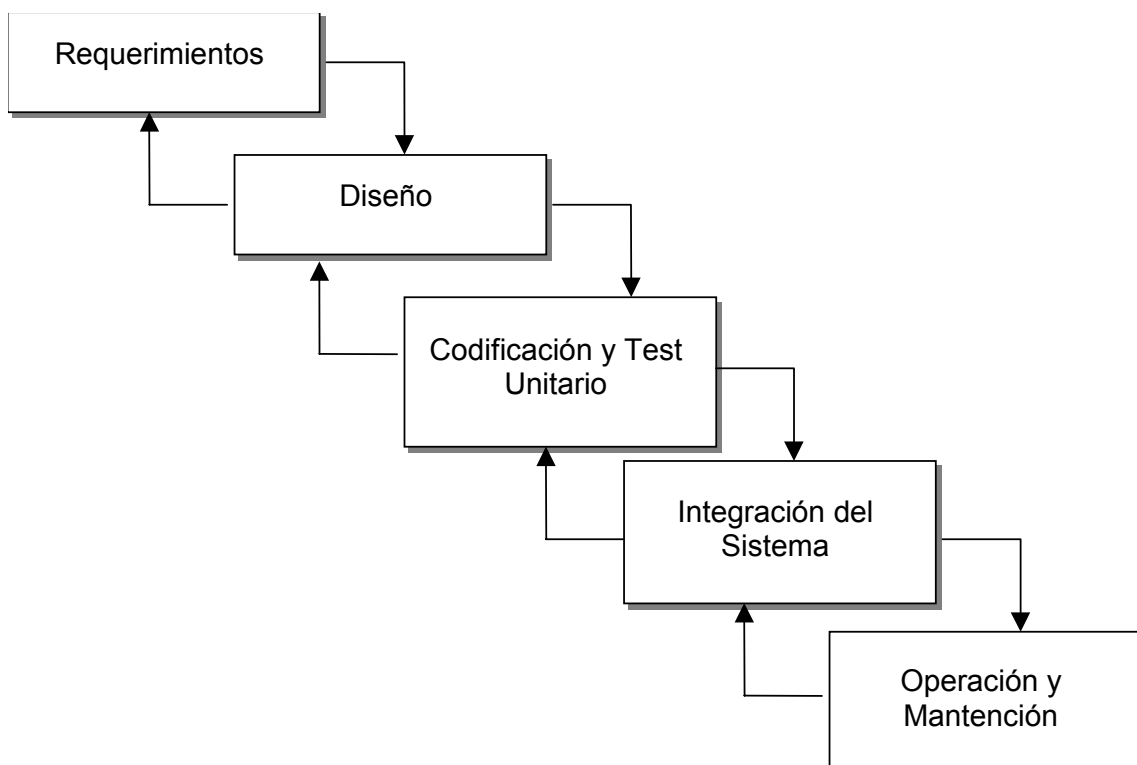 Requerimientos
Diseño
Codificación y Test
Unitario
Integración del
Sistema
Operación y
Mantención